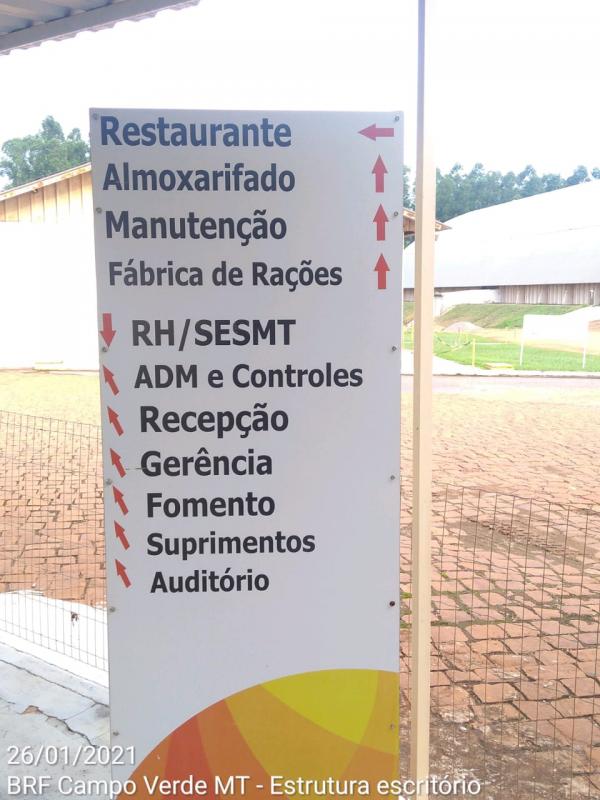 Restaurante
Almoxarifado
Manutenção
Fábrica de Rações
RH/SESMT
ADM e Controles
Recepção
Gerência
Fomento
Suprimentos
Auditório
26/01/2021
BRF Campo Verde MT - Estrutura escritório